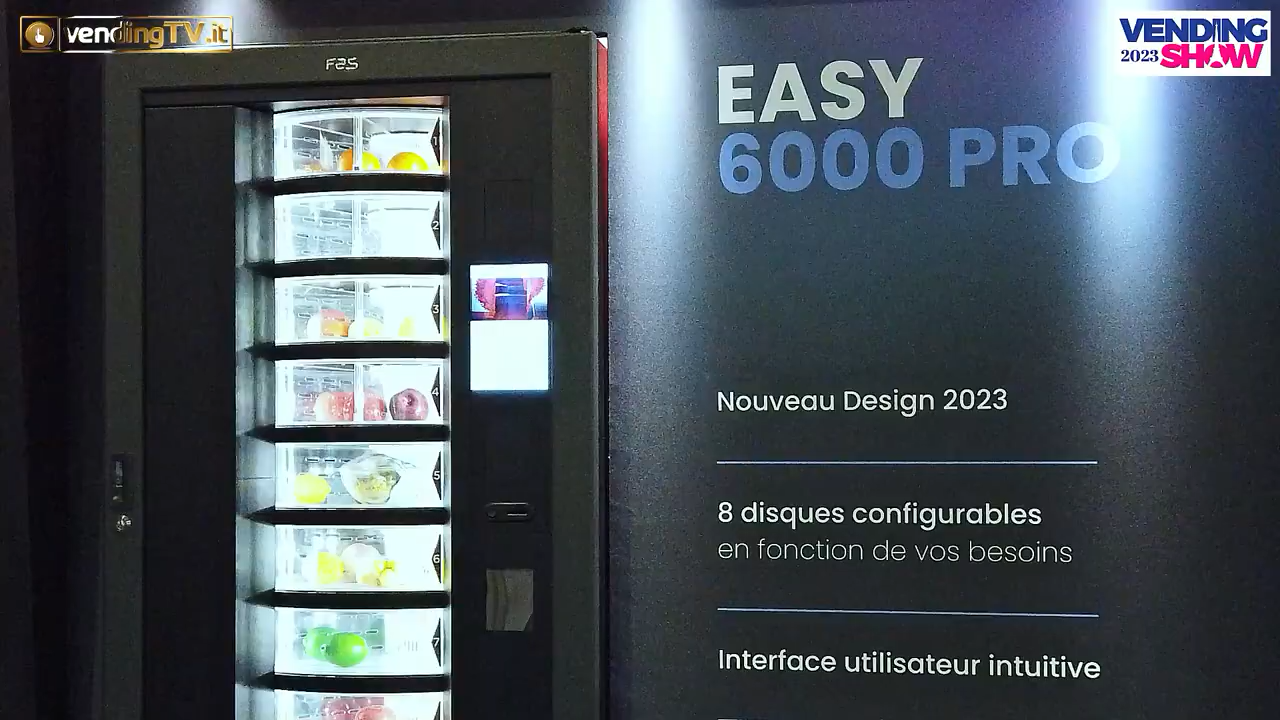 vendingTV.it
VENDING
2023 SHOW
FAS
EASY
6000 PRO
1
2
3
4
5
6
7
Nouveau Design 2023
8 disques configurables
en fonction de vos besoins
Interface utilisateur intuitive